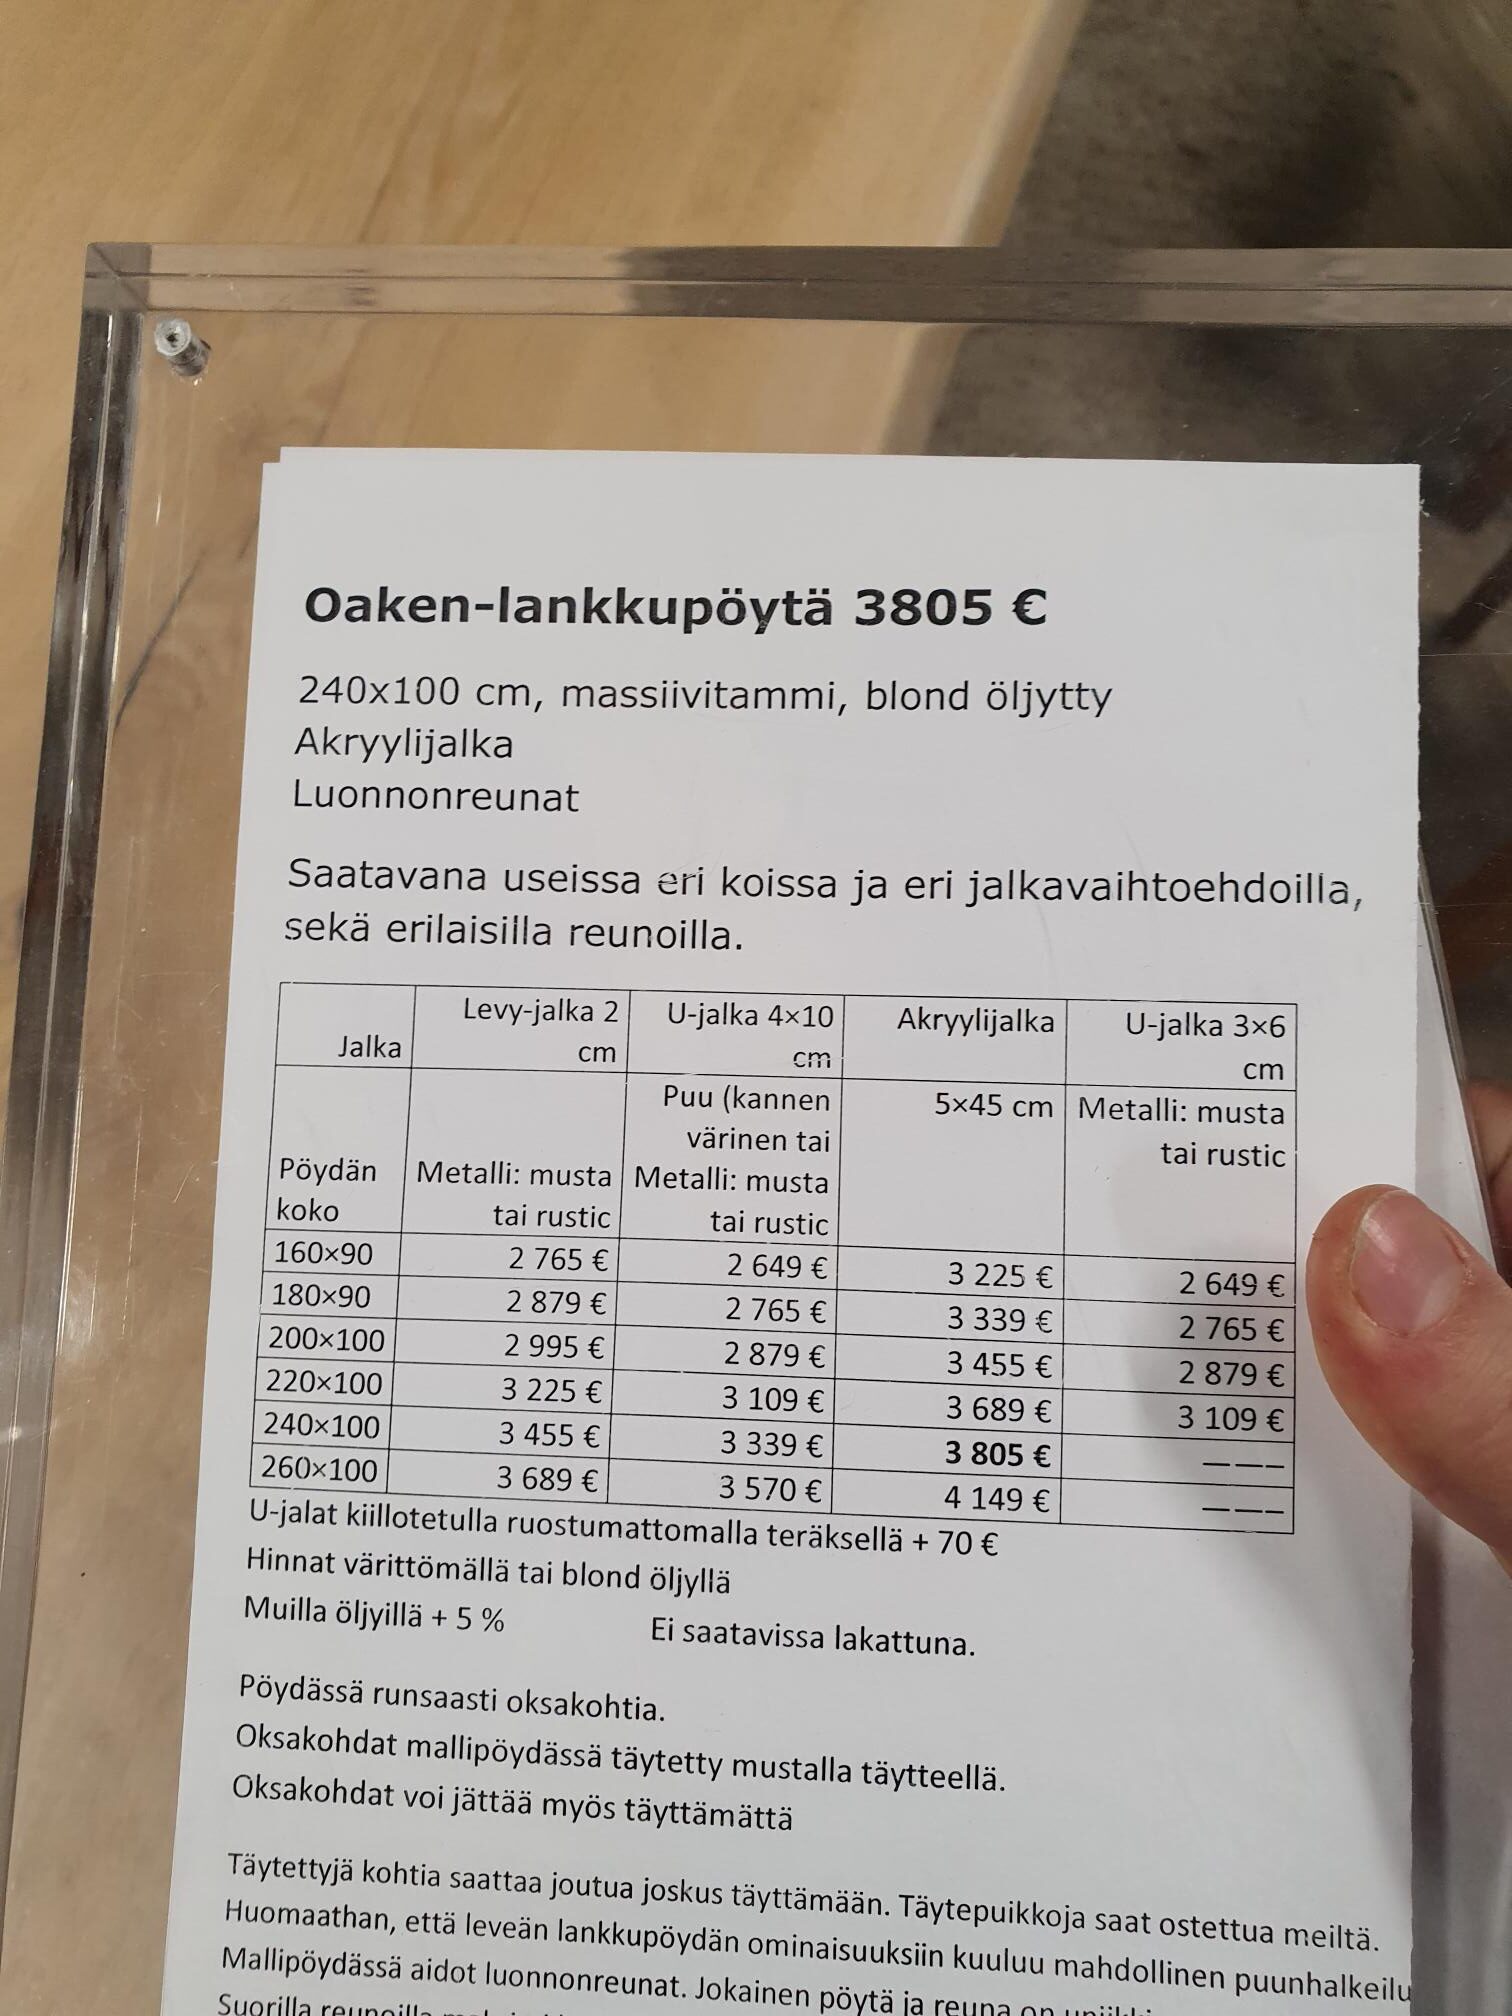 Oaken-lankkupöytä 3805 €
240x100 cm, massiivitammi, blond öljytty
Akryylijalka
Luonnonreunat
Saatavana useissa eri koissa ja eri jalkavaihtoehdoilla,
sekä erilaisilla reunoilla.
Jalka Levy-jalka 2 cm U-jalka 4×10 cm Akryylijalka U-jalka 3×6 cm
Pöydän koko Metalli: musta tai rustic Puu (kannen värinen tai Metalli: musta tai rustic 5×45 cm Metalli: musta tai rustic
160×90 2 765 € 2 649 € 3 225 € 2 649 €
180×90 2 879 € 2 765 € 3 339 € 2 765 €
200×100 2 995 € 2 879 € 3 455 € 2 879 €
220×100 3 225 € 3 109 € 3 689 € 3 109 €
240×100 3 455 € 3 339 € 3 805 € ———
260×100 3 689 € 3 570 € 4 149 € ———
U-jalat kiillotetulla ruostumattomalla teräksellä + 70 €
Hinnat värittömällä tai blond öljyllä
Muilla öljyillä + 5 % Ei saatavissa lakattuna.
Pöydässä runsaasti oksakohtia.
Oksakohdat mallipöydässä täytetty mustalla täytteellä.
Oksakohdat voi jättää myös täyttämättä
Täytettyjä kohtia saattaa joutua joskus täyttämään. Täytepuikkoja saat ostettua meiltä.
Huomaathan, että leveän lankkupöydän ominaisuuksiin kuuluu mahdollinen puunhalkeilu
Mallipöydässä aidot luonnonreunat. Jokainen pöytä ja reuna on
Suorilla